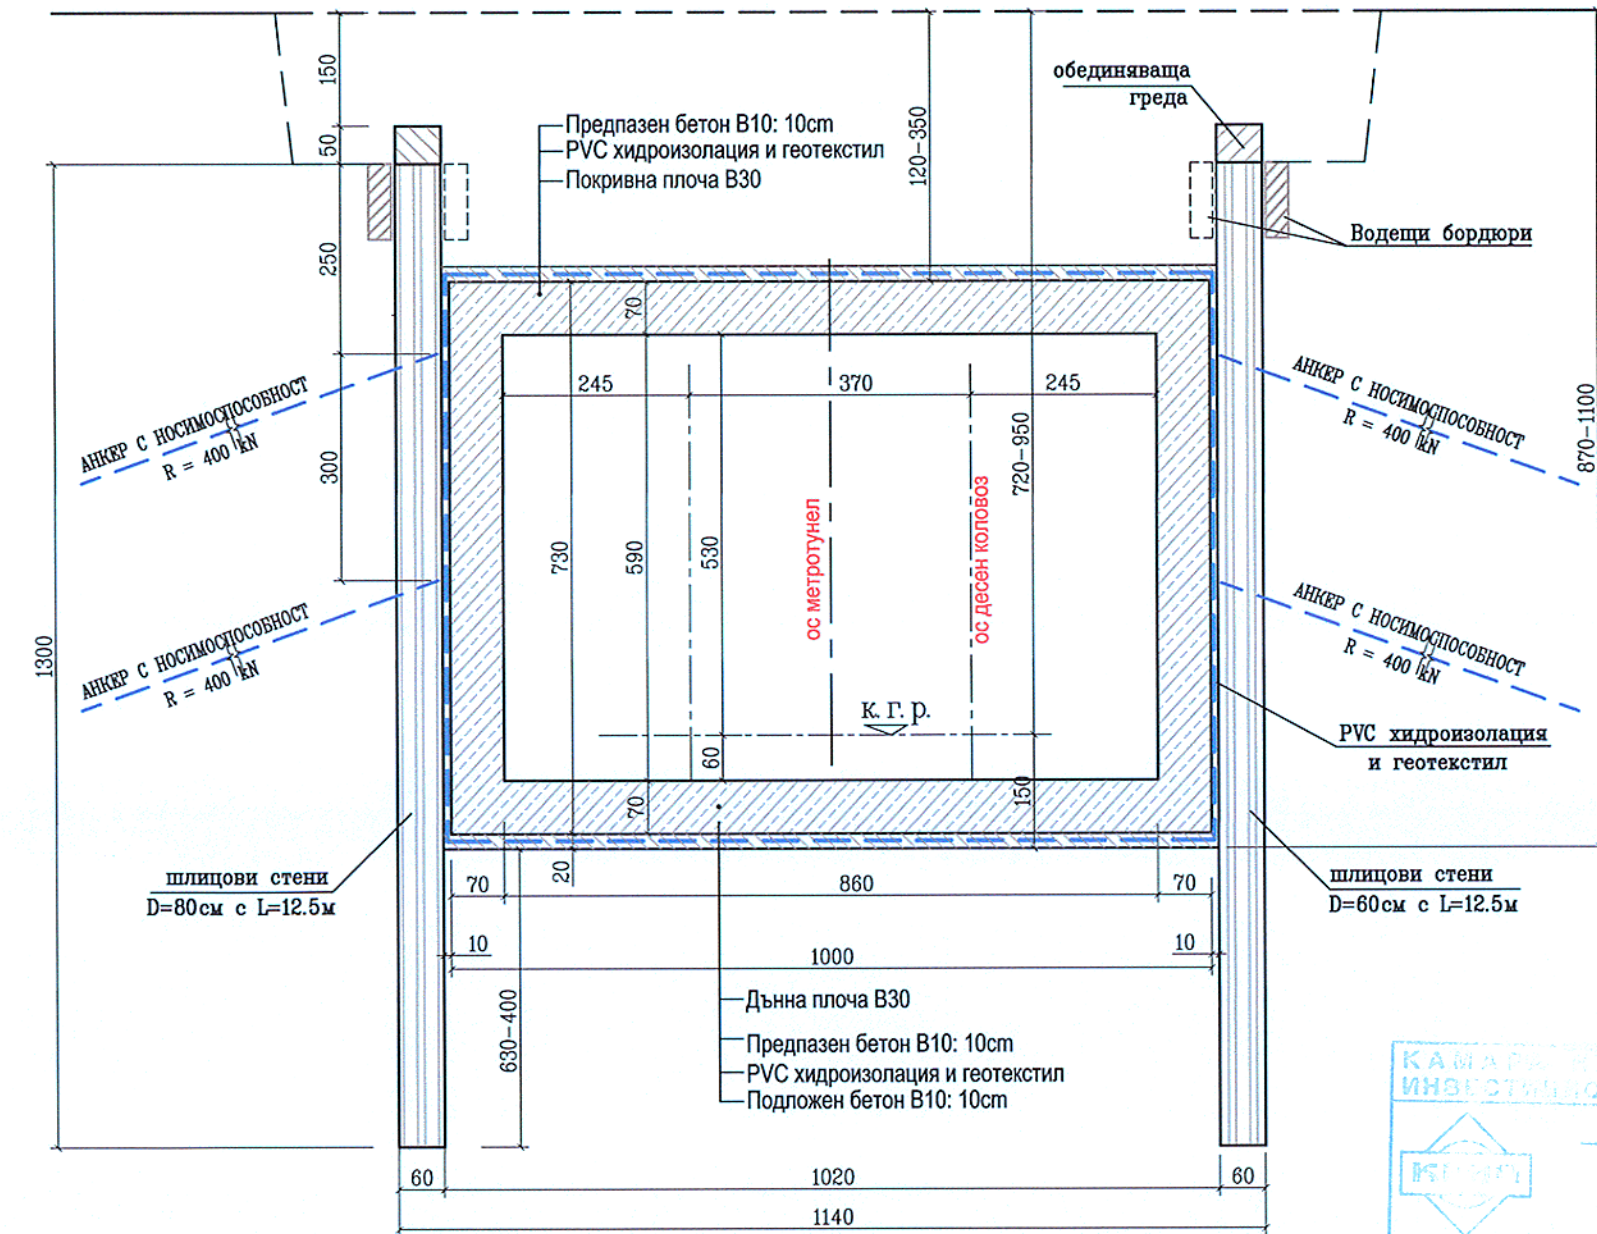 150
50
250
300
1300
Предпазен бетон В10: 10cm
PVC хидроизолация и геотекстил
Покривна плоча В30
120-350
обединяваща
греда
Водещи бордюри
870-1100
АНКЕР С НОСИМОСПОСОБНОСТ
R = 400 kN
АНКЕР С НОСИМОСПОСОБНОСТ
R = 400 kN
АНКЕР С НОСИМОСПОСОБНОСТ
R = 400 kN
АНКЕР С НОСИМОСПОСОБНОСТ
R = 400 kN
70
245
370
245
730
590
530
720-950
ос метротунел
ос десен коловоз
к. г. р.
60
70
150
PVC хидроизолация
и геотекстил
20
70
860
70
шлицови стени
D=80см с L=12.5м
шлицови стени
D=60см с L=12.5м
10
1000
10
630-400
Дънна плоча В30
Предпазен бетон В10: 10cm
PVC хидроизолация и геотекстил
Подложен бетон В10: 10cm
60
1020
60
1140